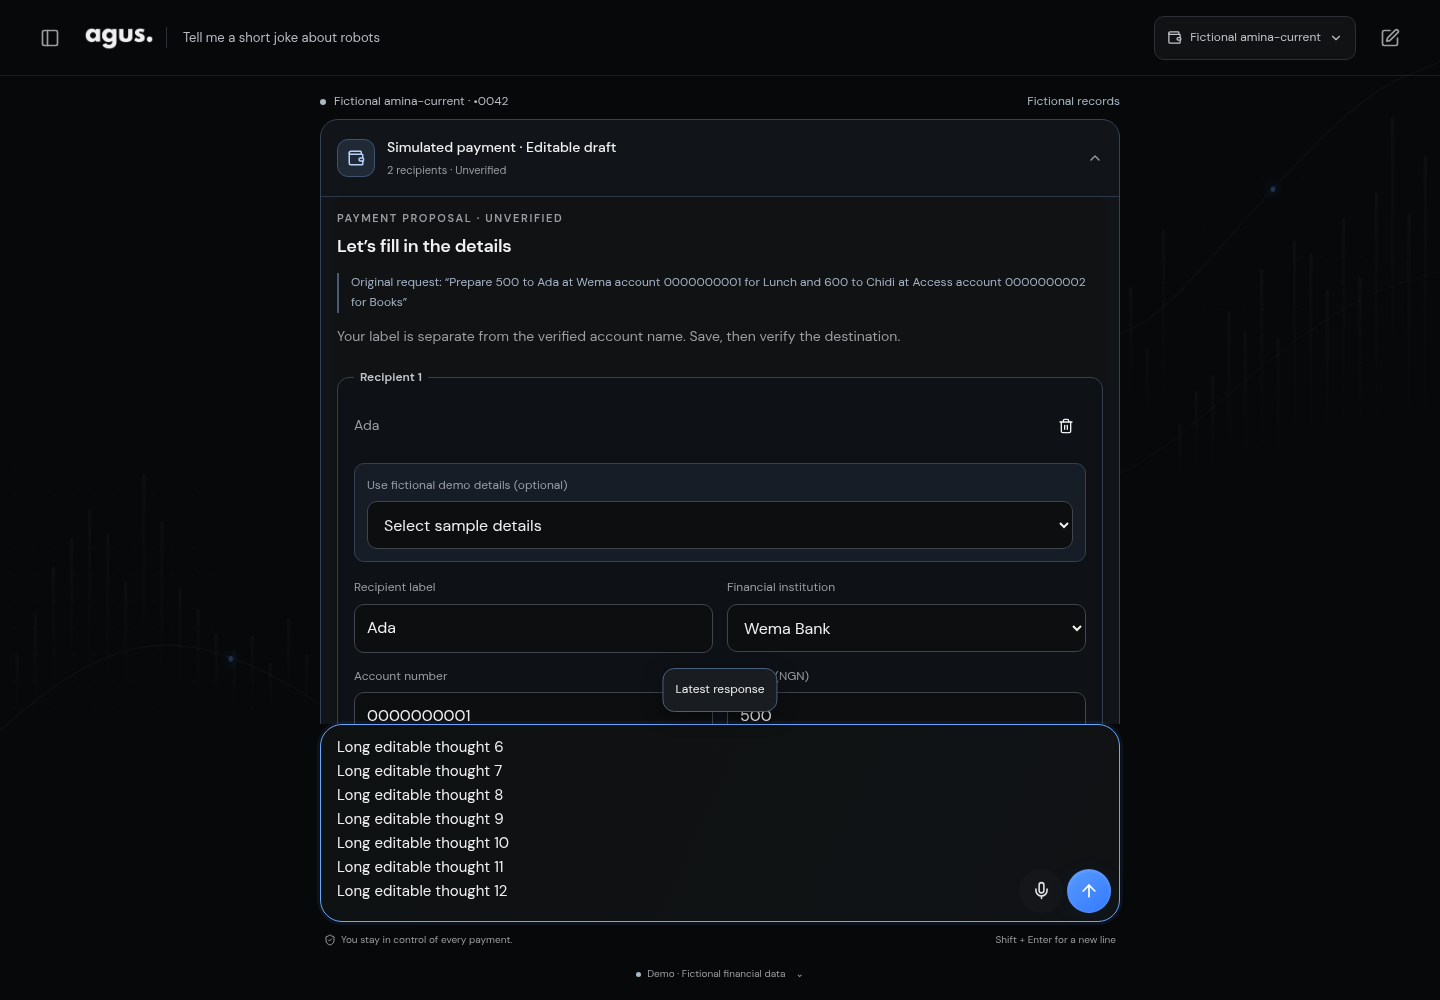 agus.
Tell me a short joke about robots
Fictional amina-current
Fictional amina-current · •0042
Fictional records
Simulated payment · Editable draft
2 recipients · Unverified
PAYMENT PROPOSAL · UNVERIFIED
Let’s fill in the details
Original request: “Prepare 500 to Ada at Wema account 0000000001 for Lunch and 600 to Chidi at Access account 0000000002
for Books”
Your label is separate from the verified account name. Save, then verify the destination.
Recipient 1
Ada
Use fictional demo details (optional)
Select sample details
Recipient label
Financial institution
Ada
Wema Bank
Account number
(NGN)
Latest response
0000000001
500
Long editable thought 6
Long editable thought 7
Long editable thought 8
Long editable thought 9
Long editable thought 10
Long editable thought 11
Long editable thought 12
You stay in control of every payment.
Shift + Enter for a new line
Demo · Fictional financial data